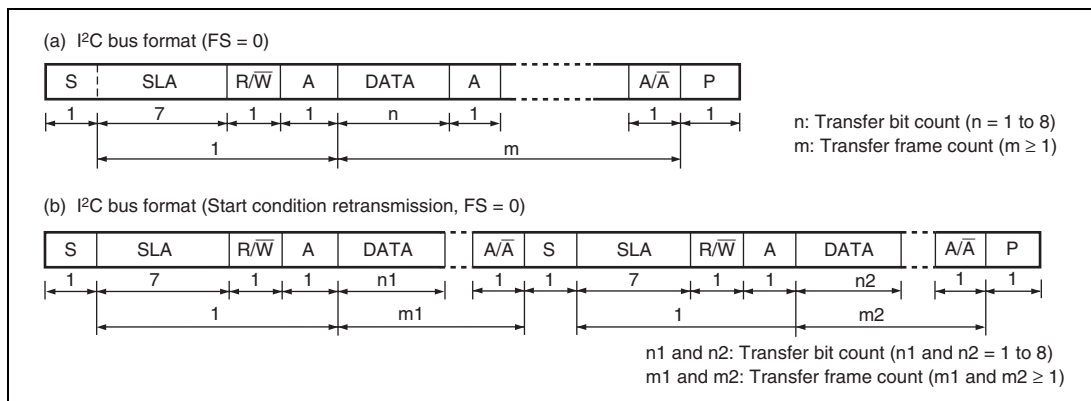 (a) I²C bus format (FS = 0)
S SLA R/W̅ A DATA A A/A̅ P
1 7 1 1 n 1 1 1
n: Transfer bit count (n = 1 to 8)
1 m
m: Transfer frame count (m ≥ 1)
(b) I²C bus format (Start condition retransmission, FS = 0)
S SLA R/W̅ A DATA A/A̅ S SLA R/W̅ A DATA A/A̅ P
1 7 1 1 n1 1 1 7 1 1 n2 1 1
1 m1 1 m2
n1 and n2: Transfer bit count (n1 and n2 = 1 to 8)
m1 and m2: Transfer frame count (m1 and m2 ≥ 1)